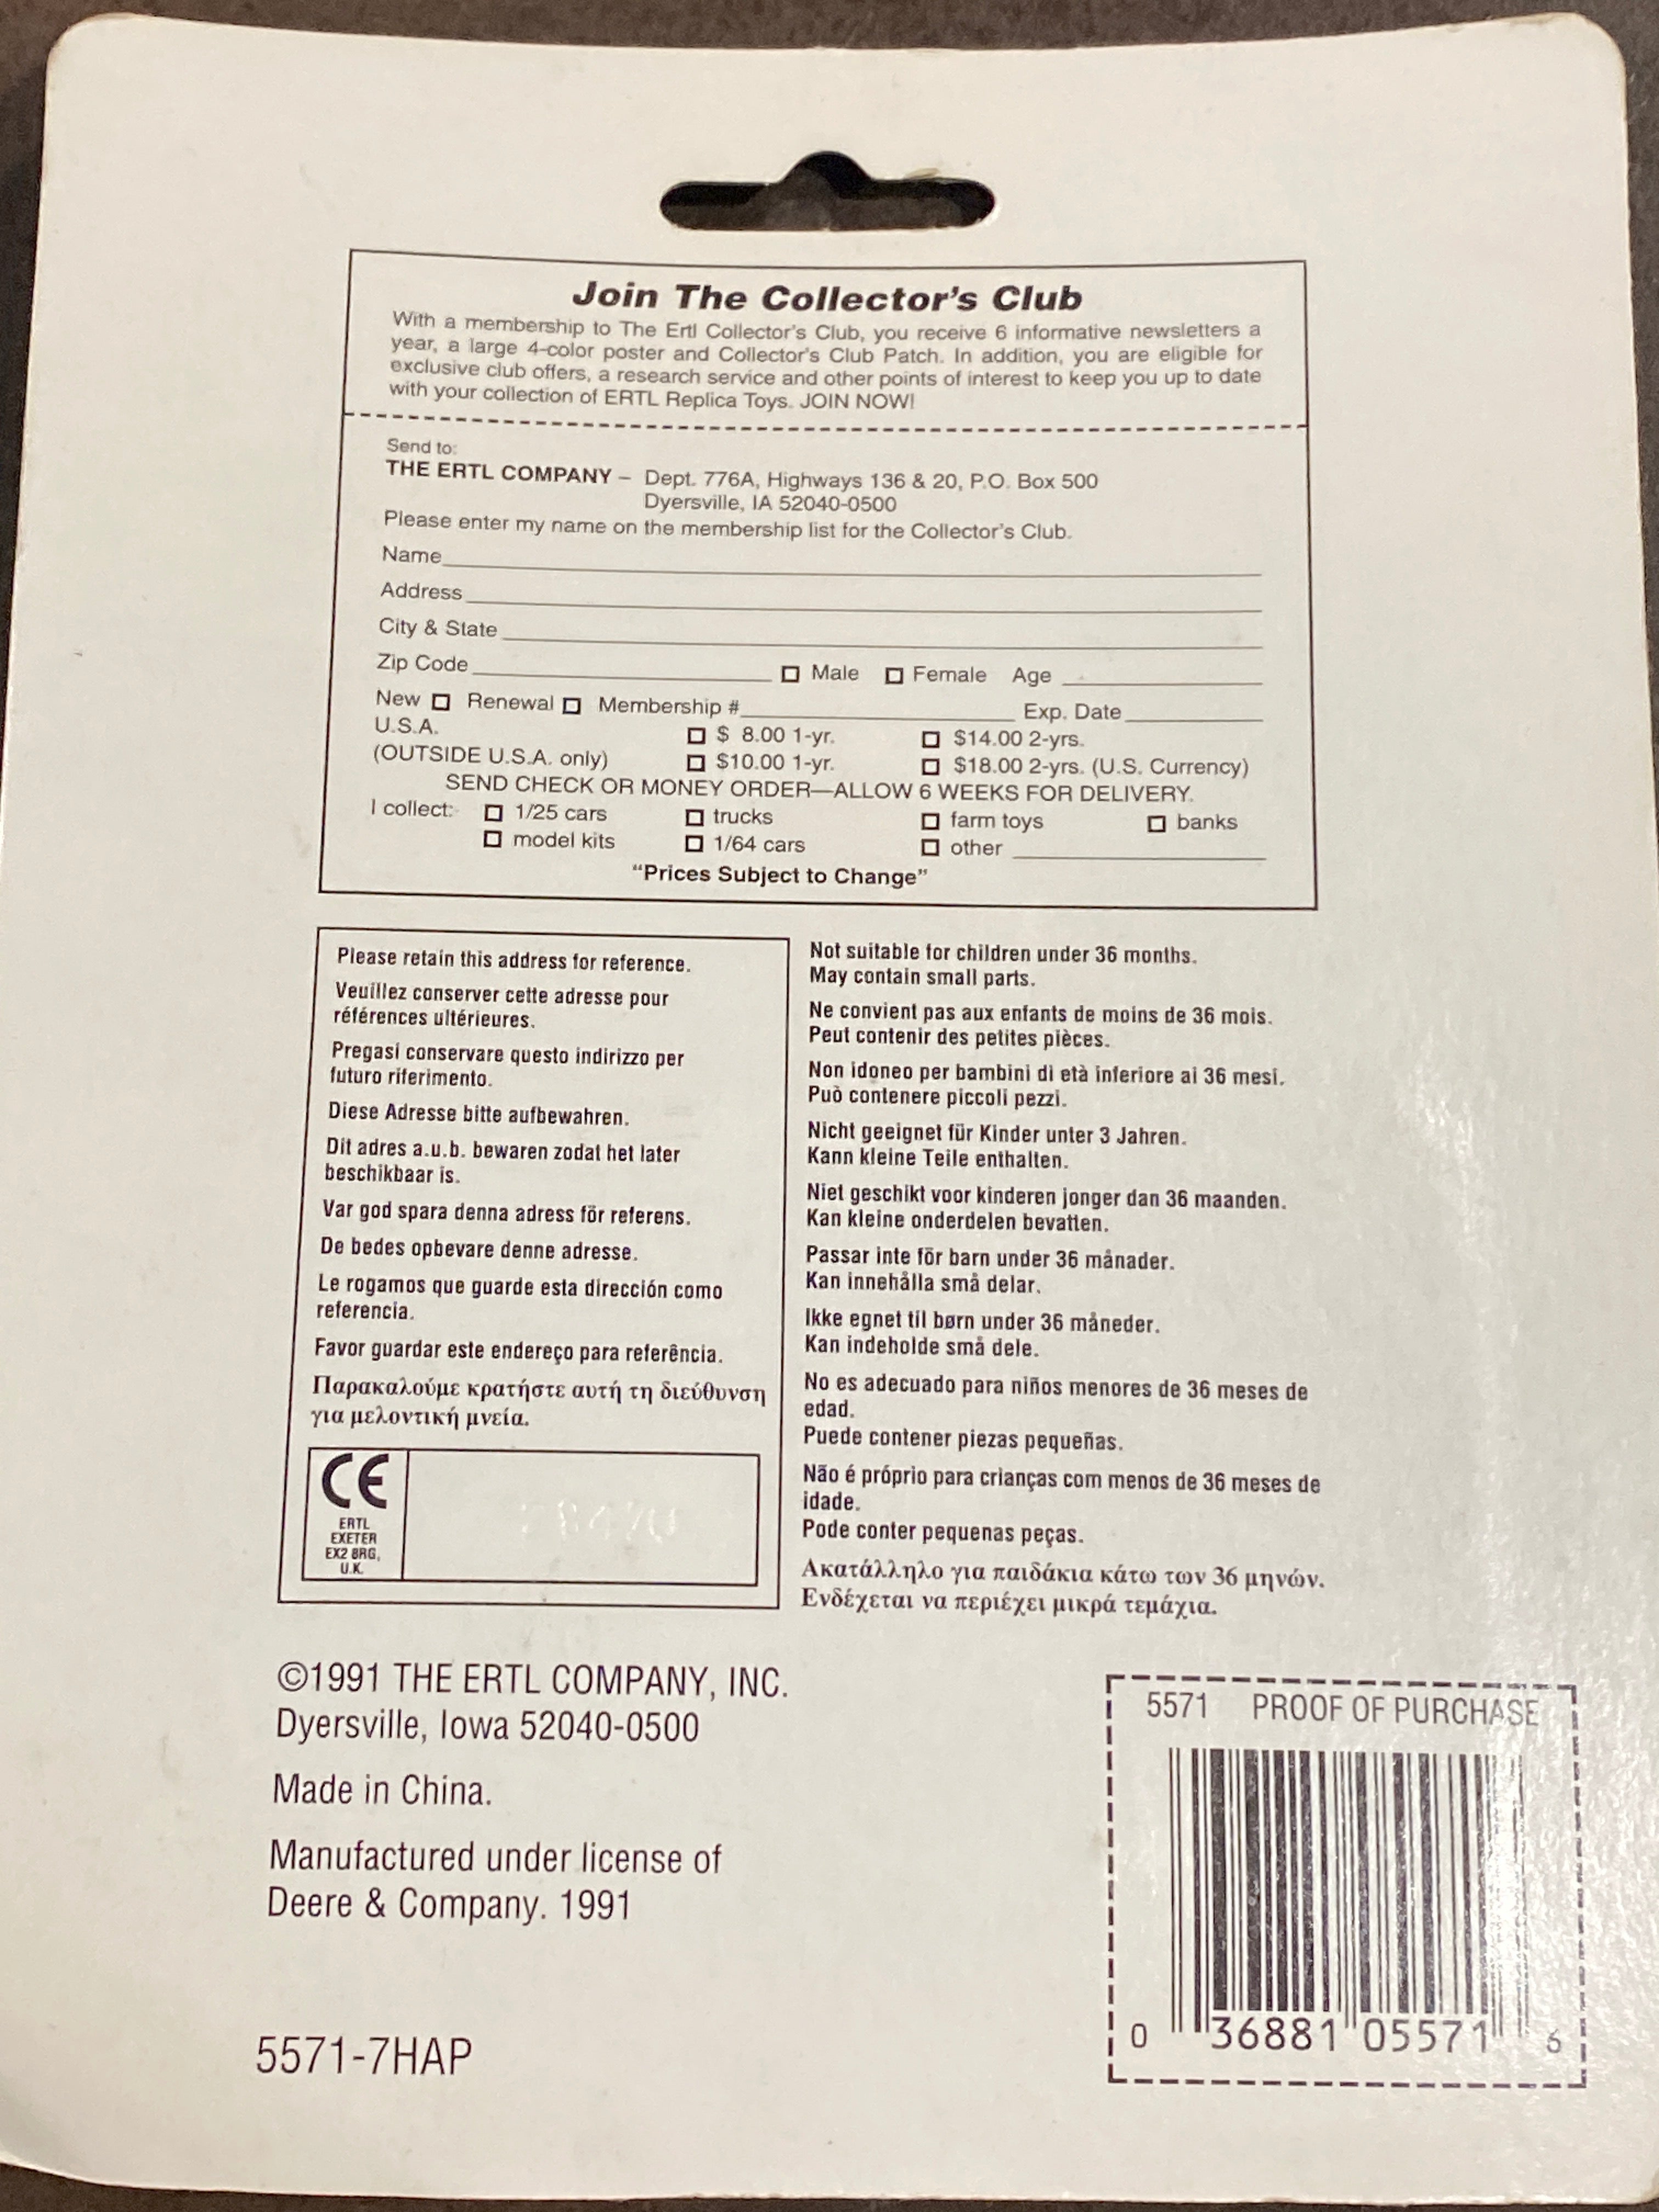 Join The Collector's Club
With a membership to The Ertl Collector's Club, you receive 6 informative newsletters a
year, a large 4-color poster and Collector's Club Patch. In addition, you are eligible for
exclusive club offers, a research service and other points of interest to keep you up to date
with your collection of ERTL Replica Toys. JOIN NOW!
Send to:
THE ERTL COMPANY – Dept. 776A, Highways 136 & 20, P.O. Box 500
Dyersville, IA 52040-0500
Please enter my name on the membership list for the Collector's Club.
Name
Address
City & State
Zip Code Male Female Age
New Renewal Membership # Exp. Date
U.S.A. $ 8.00 1-yr. $14.00 2-yrs.
(OUTSIDE U.S.A. only) $10.00 1-yr. $18.00 2-yrs. (U.S. Currency)
SEND CHECK OR MONEY ORDER—ALLOW 6 WEEKS FOR DELIVERY.
I collect: 1/25 cars trucks farm toys banks
model kits 1/64 cars other
“Prices Subject to Change”
Please retain this address for reference.
Veuillez conserver cette adresse pour
références ultérieures.
Pregasi conservare questo indirizzo per
futuro riferimento.
Diese Adresse bitte aufbewahren.
Dit adres a.u.b. bewaren zodat het later
beschikbaar is.
Var god spara denna adress för referens.
De bedes opbevare denne adresse.
Le rogamos que guarde esta dirección como
referencia.
Favor guardar este endereço para referência.
Παρακαλούμε κρατήστε αυτή τη διεύθυνση
για μελοντική μνεία.
CE
ERTL
EXETER
EX2 8RG,
U.K.
Not suitable for children under 36 months.
May contain small parts.
Ne convient pas aux enfants de moins de 36 mois.
Peut contenir des petites pièces.
Non idoneo per bambini di età inferiore ai 36 mesi.
Può contenere piccoli pezzi.
Nicht geeignet für Kinder unter 3 Jahren.
Kann kleine Teile enthalten.
Niet geschikt voor kinderen jonger dan 36 maanden.
Kan kleine onderdelen bevatten.
Passar inte för barn under 36 månader.
Kan innehålla små delar.
Ikke egnet til børn under 36 måneder.
Kan indeholde små dele.
No es adecuado para niños menores de 36 meses de
edad.
Puede contener piezas pequeñas.
Não é próprio para crianças com menos de 36 meses de
idade.
Pode conter pequenas peças.
Ακατάλληλο για παιδάκια κάτω των 36 μηνών.
Ενδέχεται να περιέχει μικρά τεμάχια.
©1991 THE ERTL COMPANY, INC.
Dyersville, Iowa 52040-0500
Made in China.
Manufactured under license of
Deere & Company. 1991
5571-7HAP
5571 PROOF OF PURCHASE
0 36881 05571 6